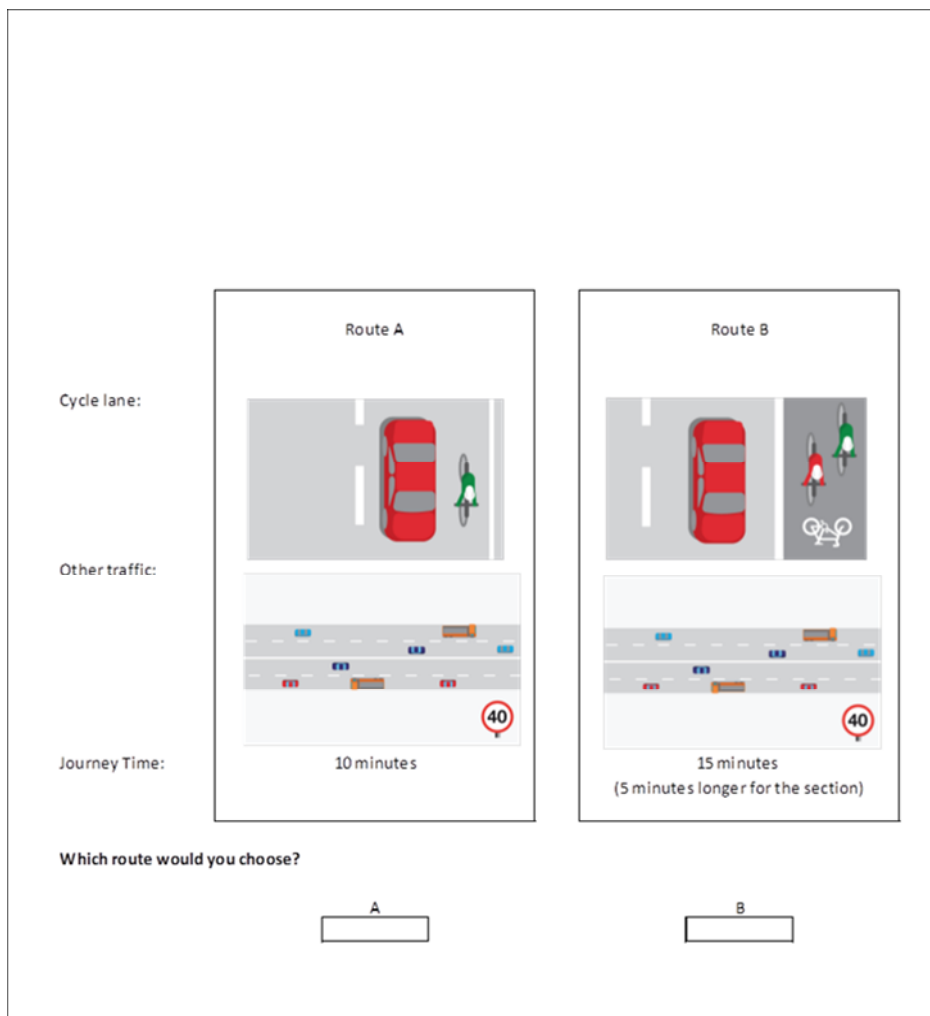 Route A
Route B
Cycle lane:
Other traffic:
40
40
Journey Time:
10 minutes
15 minutes
(5 minutes longer for the section)
Which route would you choose?
A
B